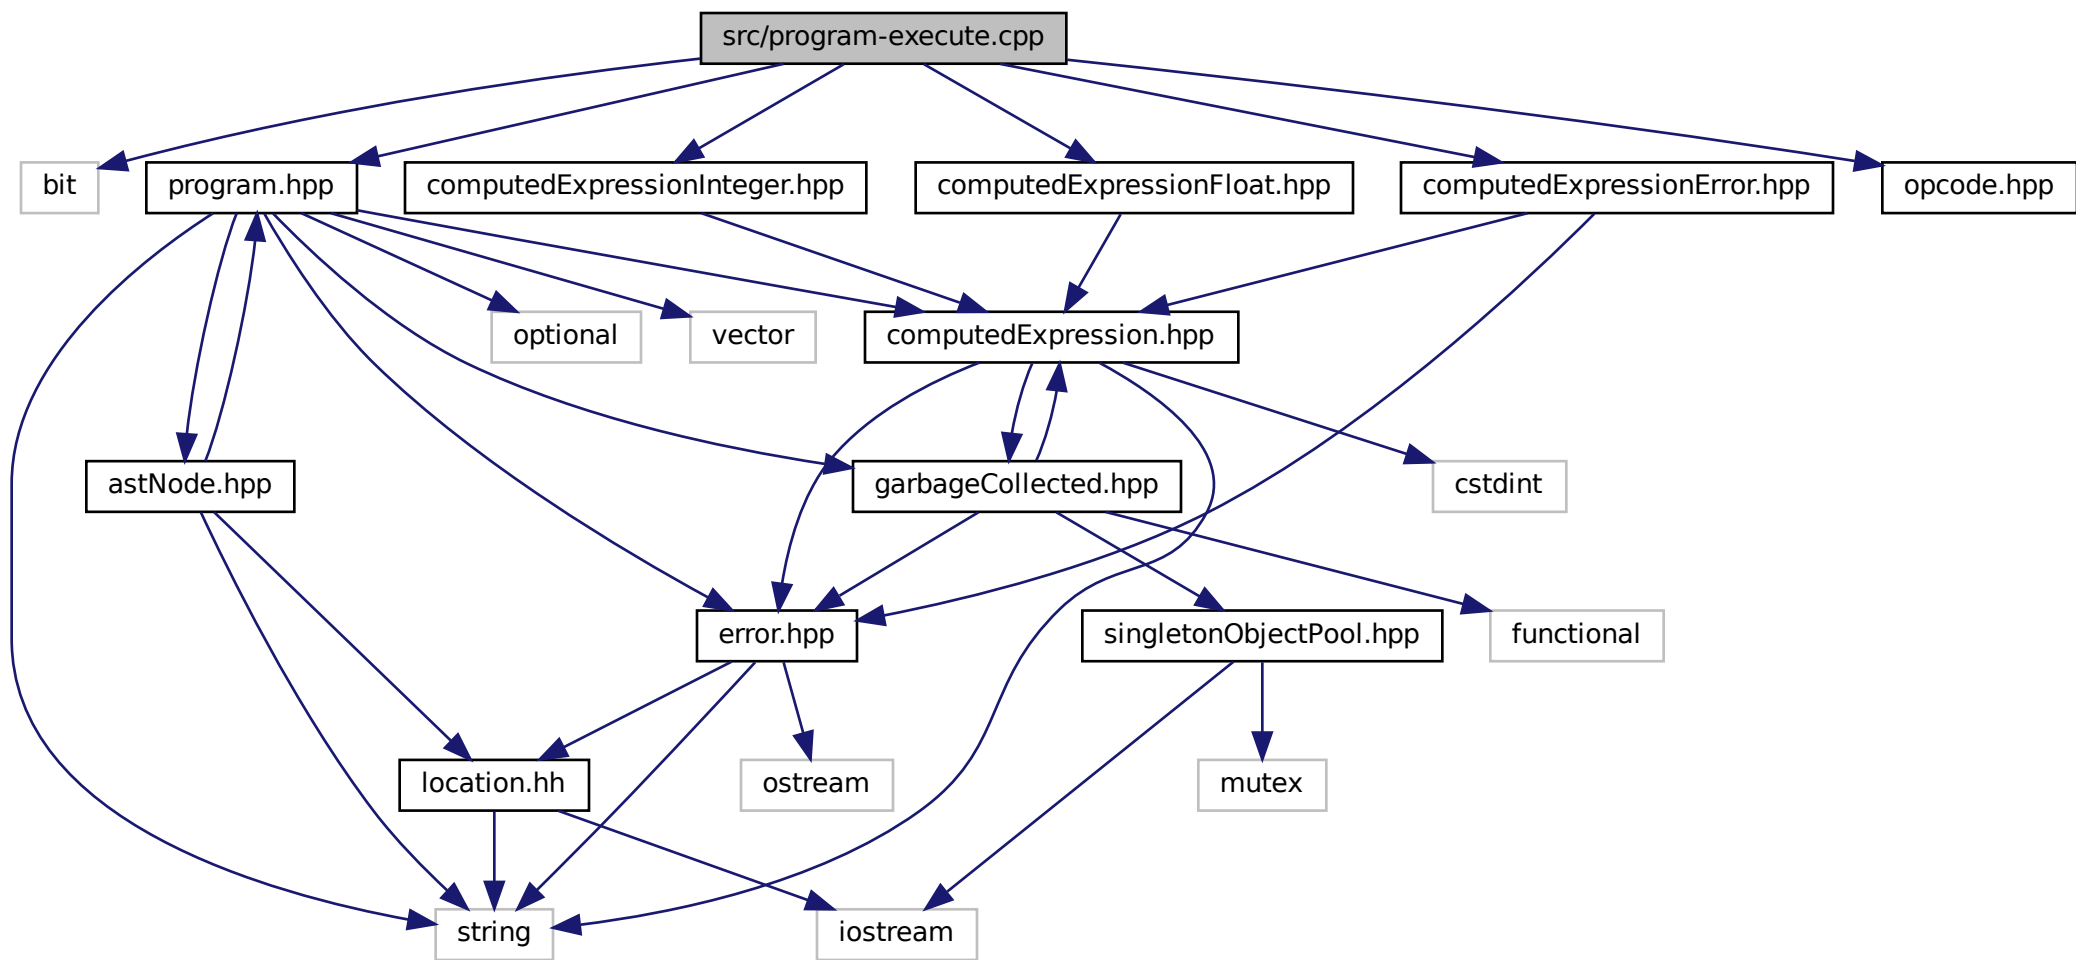 src/program-execute.cpp
bit
program.hpp
computedExpressionInteger.hpp
computedExpressionFloat.hpp
computedExpressionError.hpp
opcode.hpp
optional
vector
computedExpression.hpp
astNode.hpp
garbageCollected.hpp
cstdint
error.hpp
singletonObjectPool.hpp
functional
location.hh
ostream
mutex
string
iostream